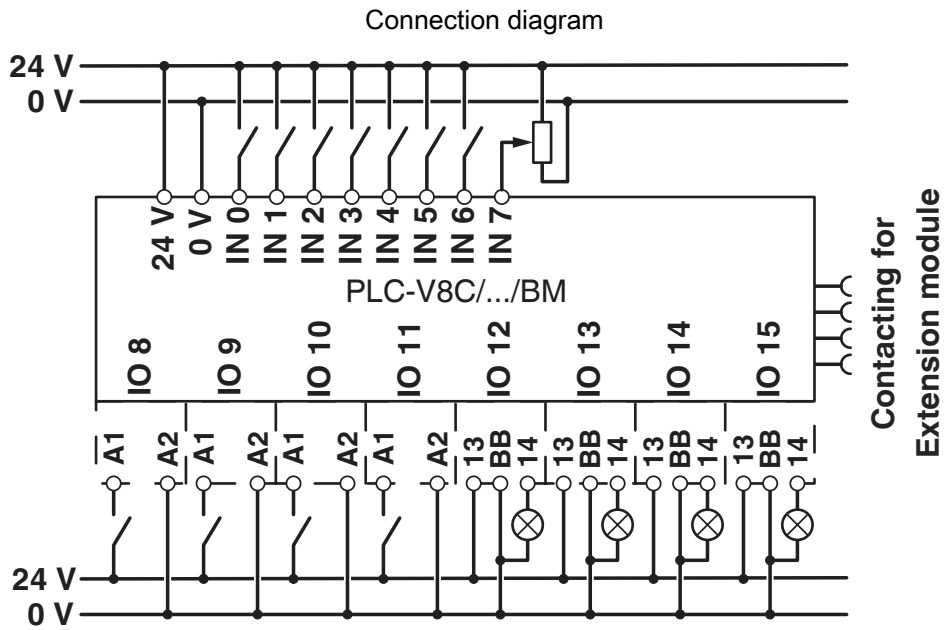 Connection diagram
24 V
0 V
24 V
0 V
IN 0
IN 1
IN 2
IN 3
IN 4
IN 5
IN 6
IN 7
PLC-V8C/.../BM
IO 8
IO 9
IO 10
IO 11
IO 12
IO 13
IO 14
IO 15
Contacting for
Extension module
A1
A2
A1
A2
A1
A2
A1
A2
13
BB
14
13
BB
14
13
BB
14
13
BB
14
24 V
0 V